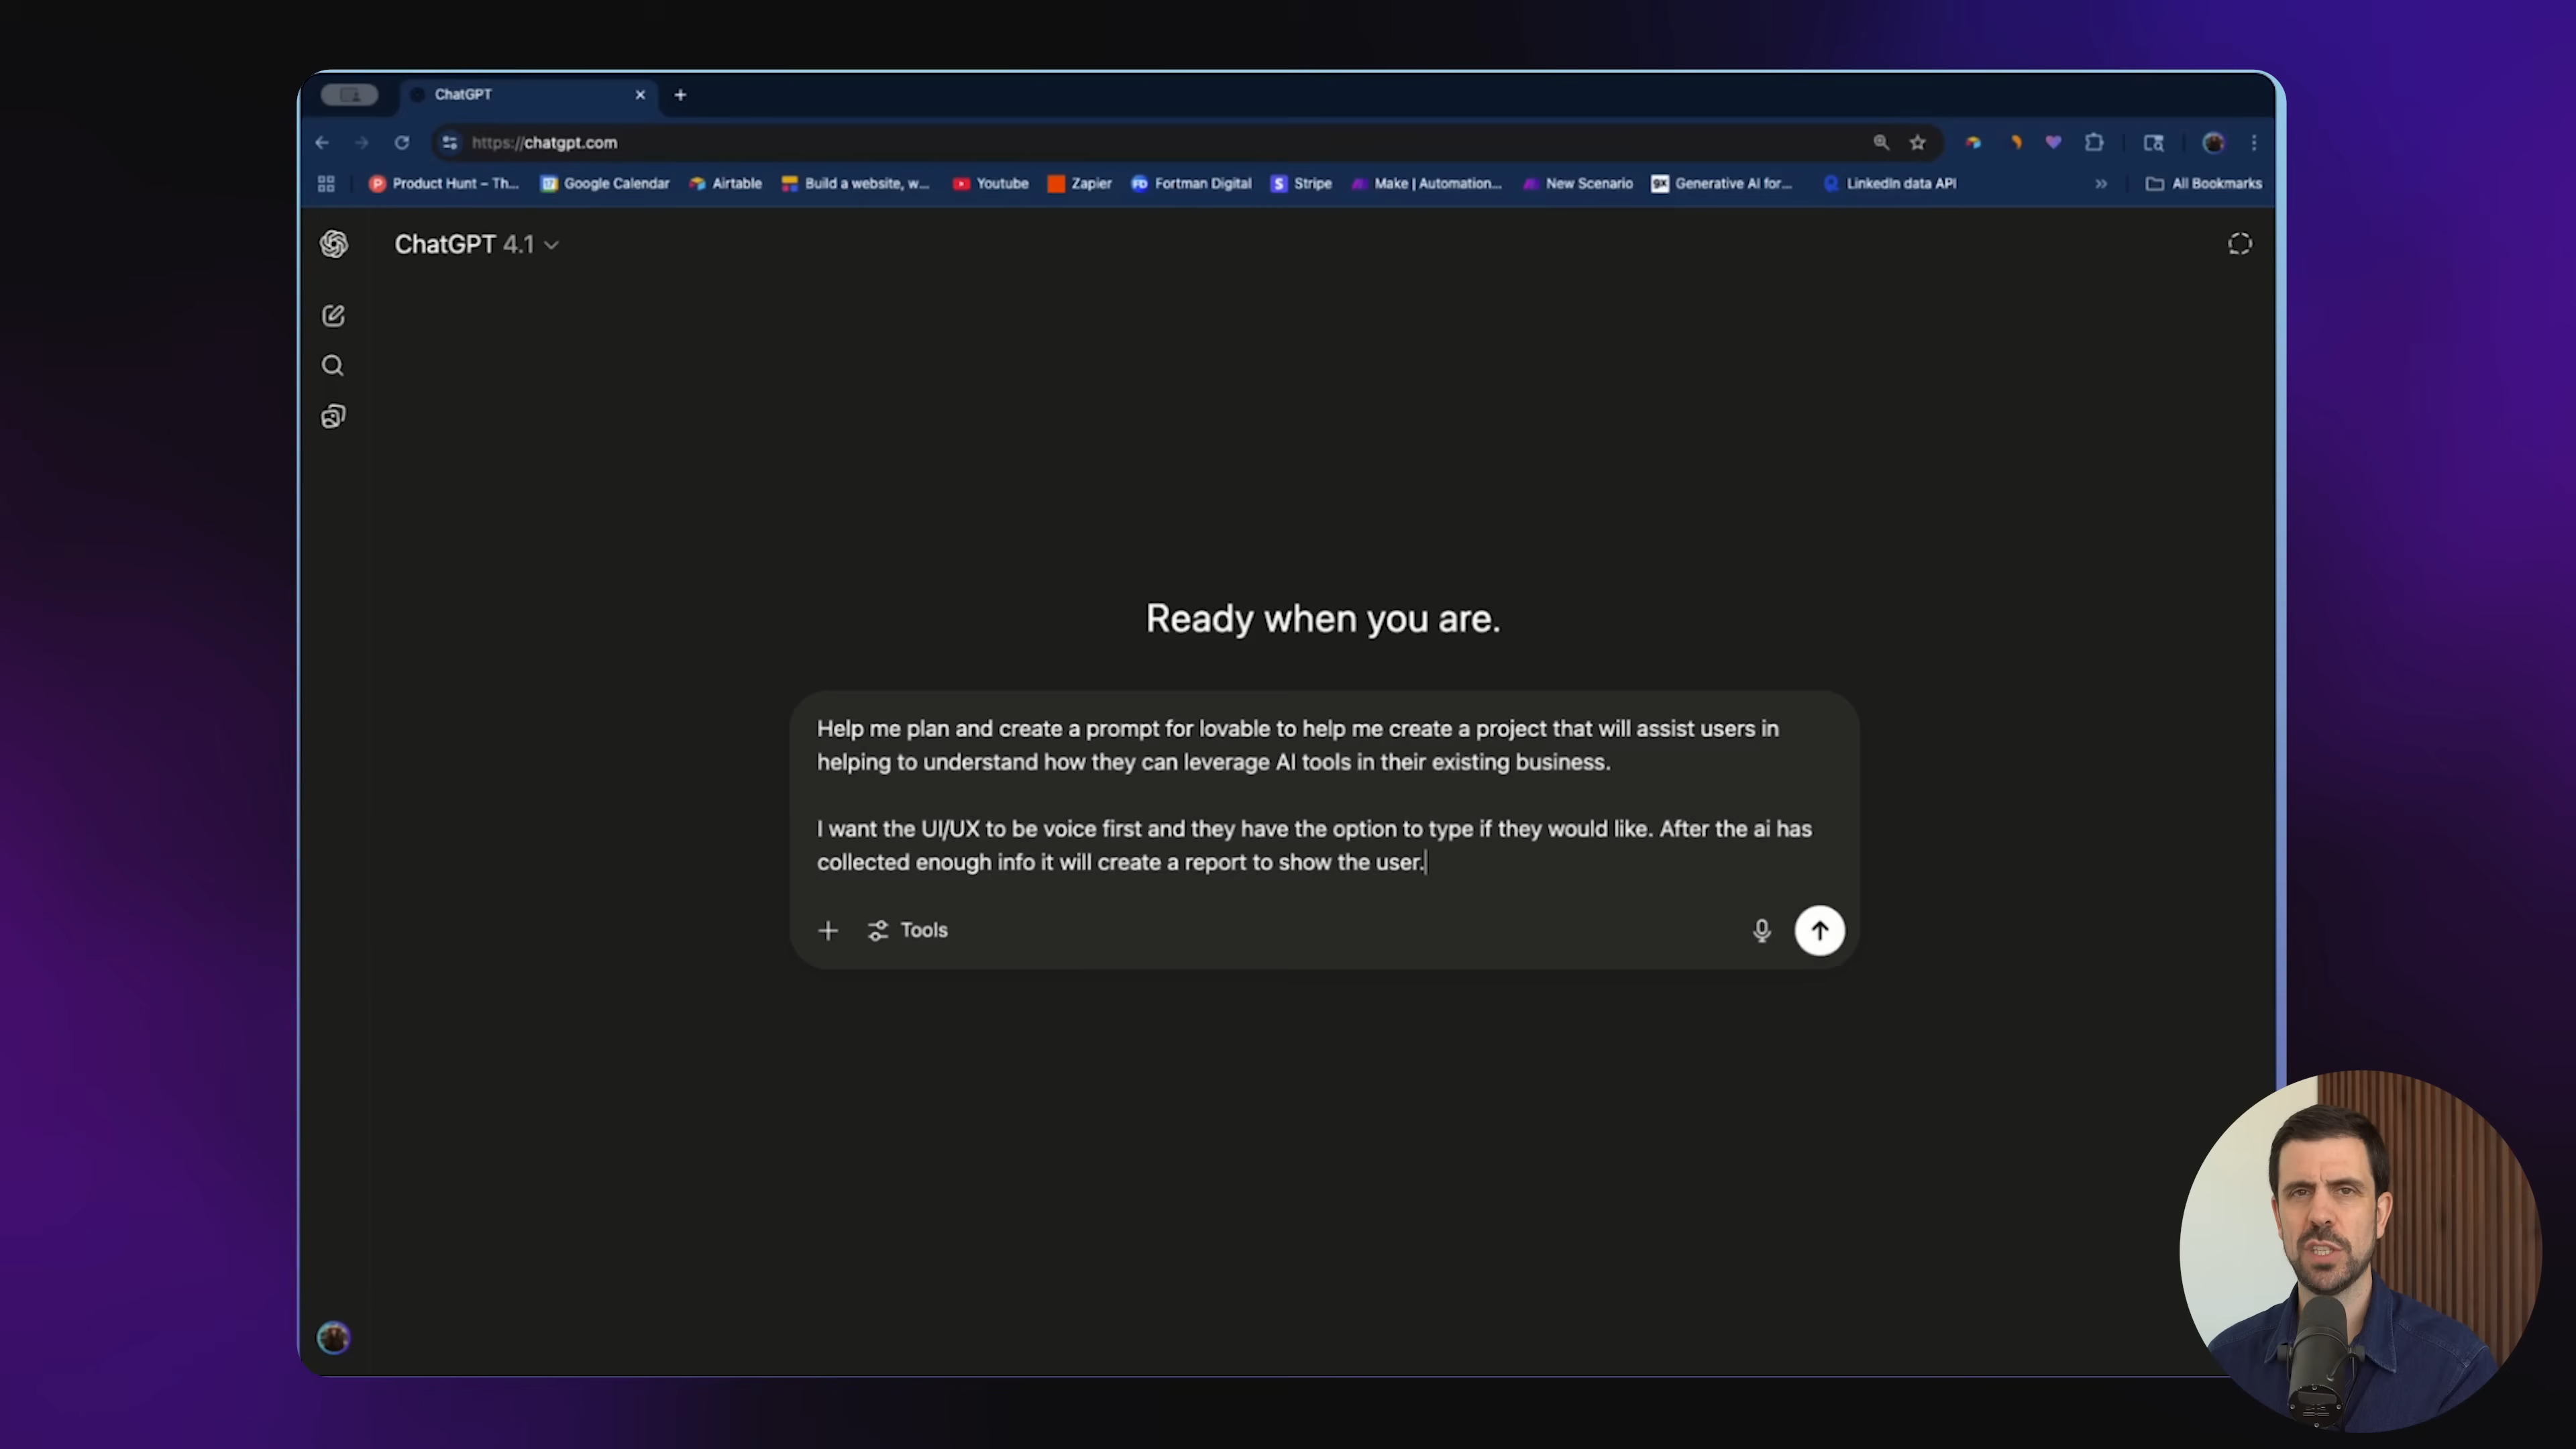 ChatGPT
https://chatgpt.com
Product Hunt – Th... Google Calendar Airtable Build a website, w... Youtube Zapier FD Fortman Digital S Stripe Make | Automation... New Scenario 9x Generative AI for... LinkedIn data API » All Bookmarks
ChatGPT 4.1
Ready when you are.
Help me plan and create a prompt for lovable to help me create a project that will assist users in
helping to understand how they can leverage AI tools in their existing business.
I want the UI/UX to be voice first and they have the option to type if they would like. After the ai has
collected enough info it will create a report to show the user.
Tools